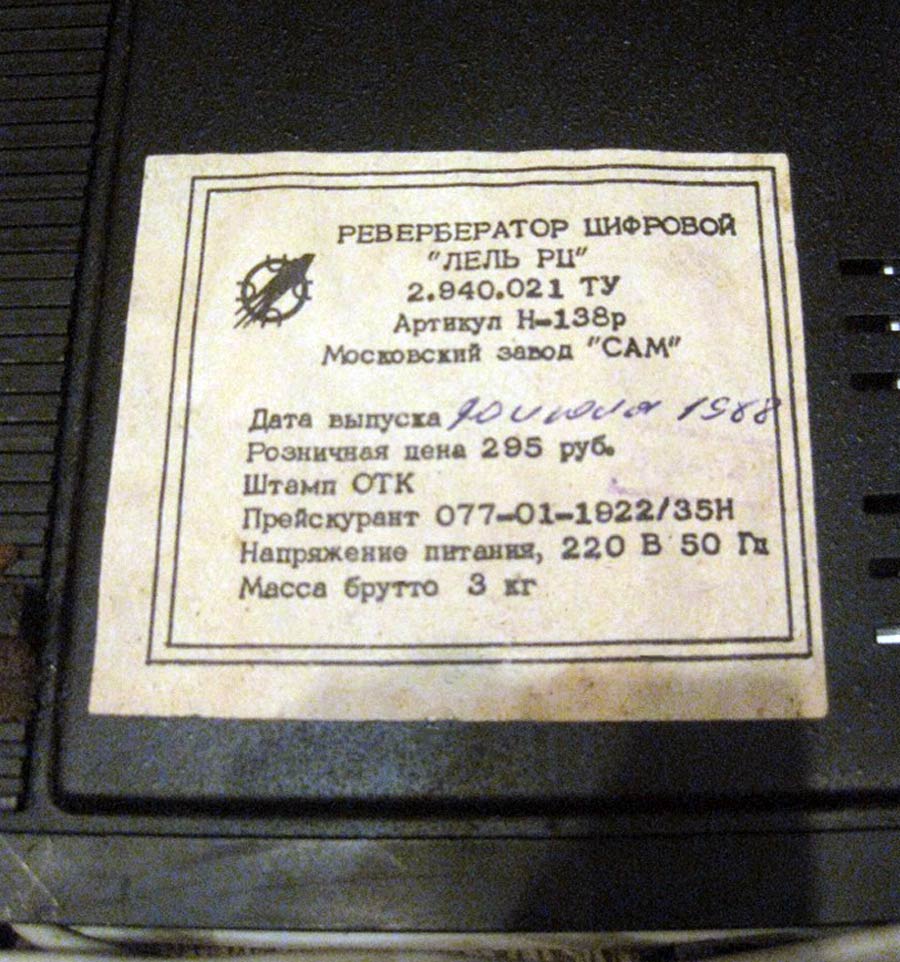 РЕВЕРБЕРАТОР ЦИФРОВОЙ
"ЛЕЛЬ РЦ"
2.940.021 ТУ
Артикул Н-138р
Московский завод "САМ"
Дата выпуска июля 1988
Розничная цена 295 руб.
Штамп ОТК
Прейскурант 077-01-1922/35Н
Напряжение питания, 220 В 50 Гц
Масса брутто 3 кг